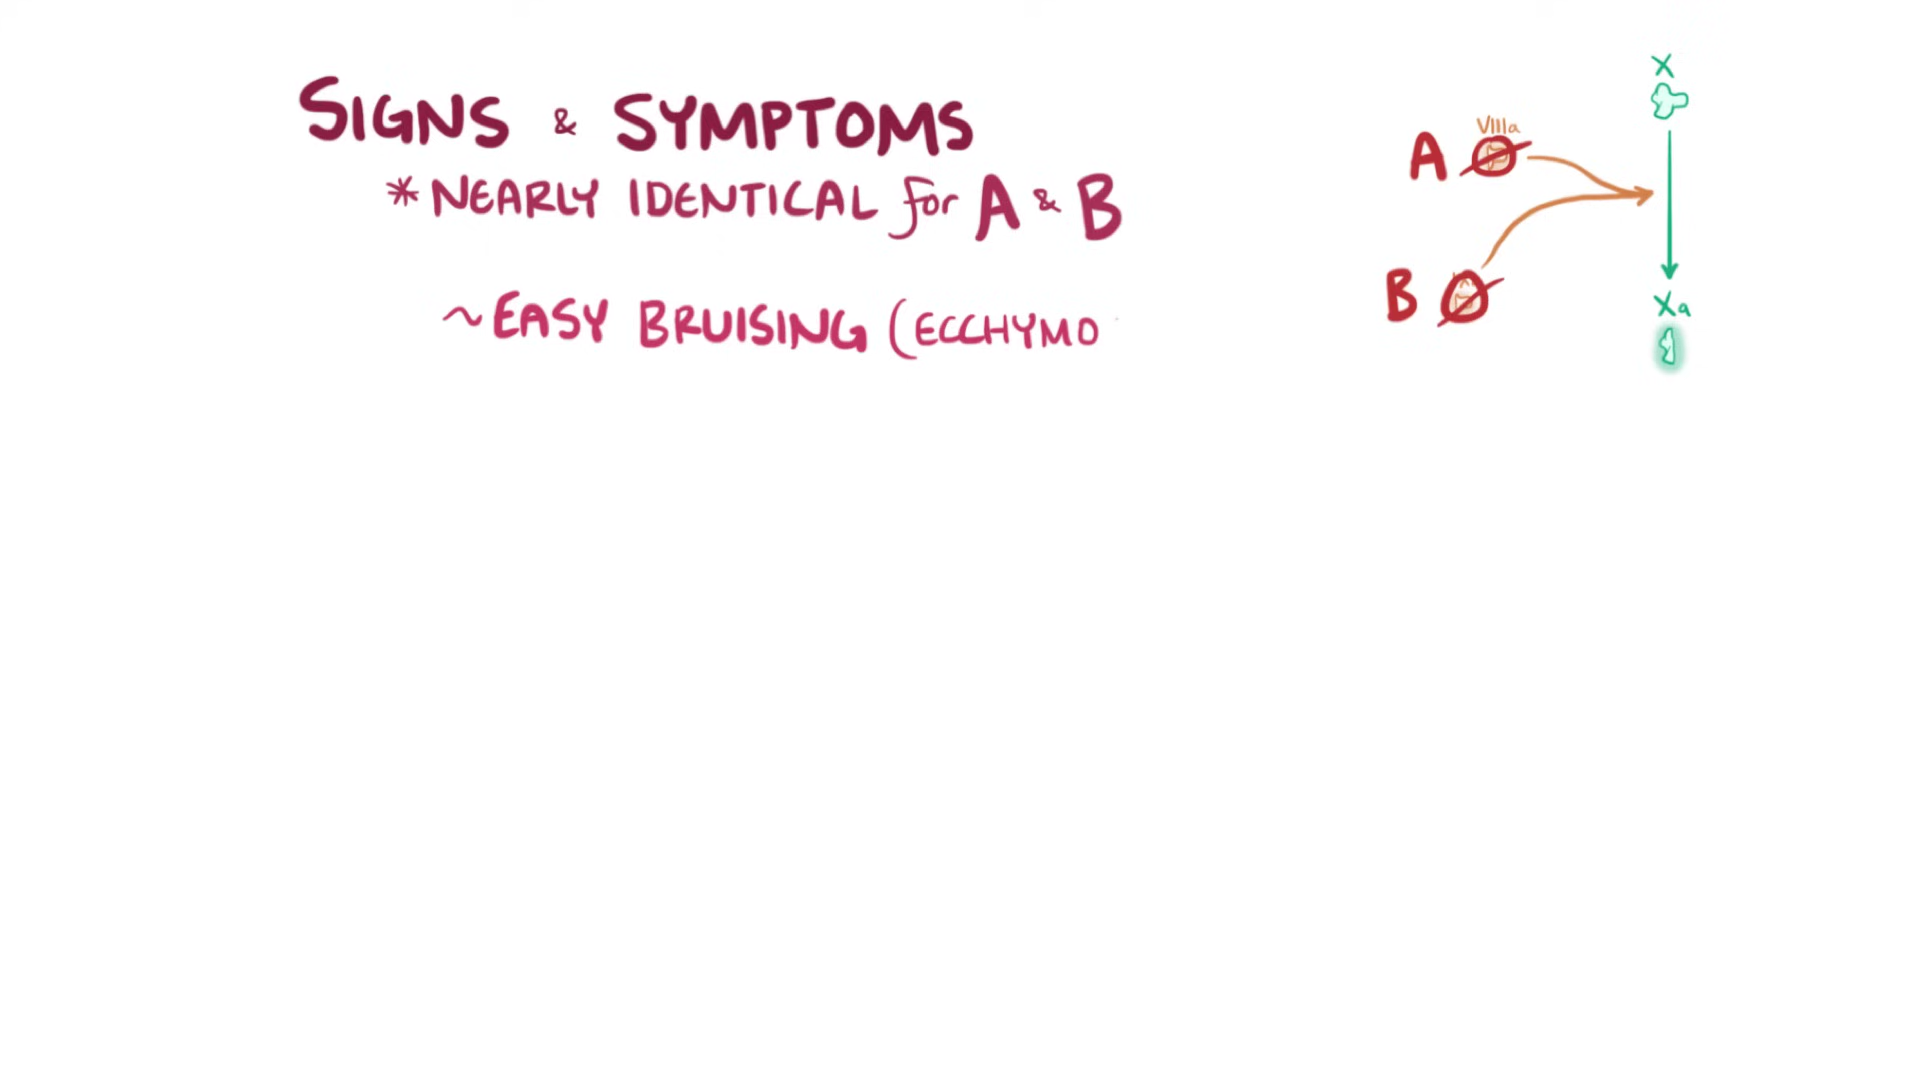 SIGNS & SYMPTOMS
* NEARLY IDENTICAL for A & B
~ EASY BRUISING (ECCHYMO
X
VIIIa
A
B
Xa